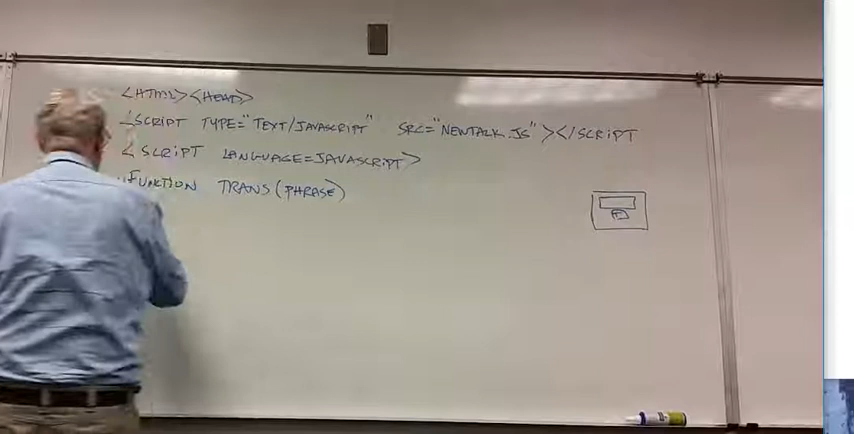 <HTML><HEAD>
<SCRIPT TYPE="TEXT/JAVASCRIPT" SRC="NEWTALK.JS"></SCRIPT
<SCRIPT LANGUAGE=JAVASCRIPT>
FUNCTION TRANS(PHRASE)